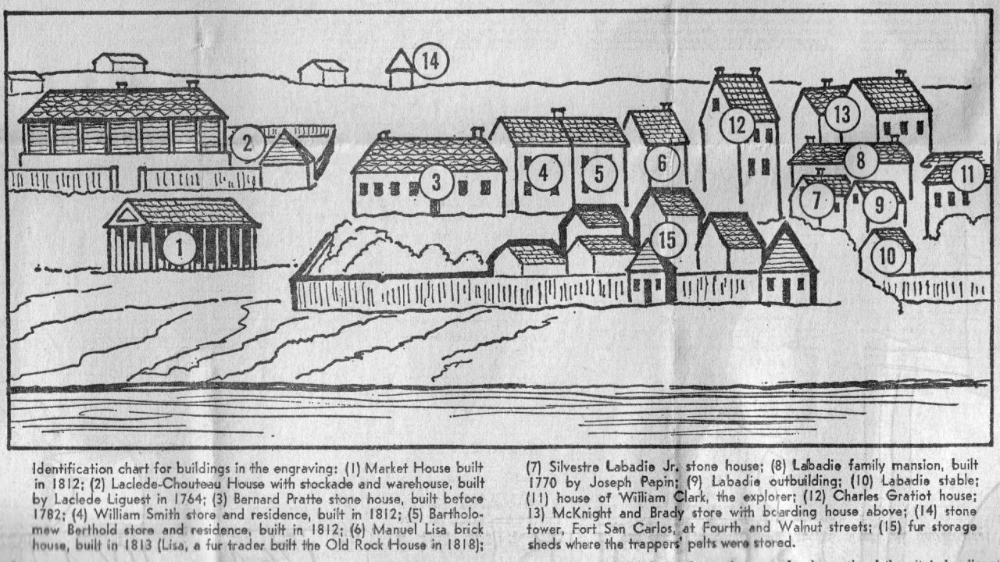 14
2
12
13
3
4
5
6
8
11
7
9
1
15
10
Identification chart for buildings in the engraving: (1) Market House built
in 1812; (2) Laclede-Chouteau House with stockade and warehouse, built
by Laclede Liguest in 1764; (3) Bernard Pratte stone house, built before
1782; (4) William Smith store and residence, built in 1812; (5) Bartholo-
mew Berthold store and residence, built in 1812; (6) Manuel Lisa brick
house, built in 1813 (Lisa, a fur trader built the Old Rock House in 1818);
(7) Silvestre Labadie Jr. stone house; (8) Labadie family mansion, built
1770 by Joseph Papin; (9) Labadie outbuilding; (10) Labadie stable;
(11) house of William Clark, the explorer; (12) Charles Gratiot house;
13) McKnight and Brady store with boarding house above; (14) stone
tower, Fort San Carlos, at Fourth and Walnut streets; (15) fur storage
sheds where the trappers' pelts were stored.